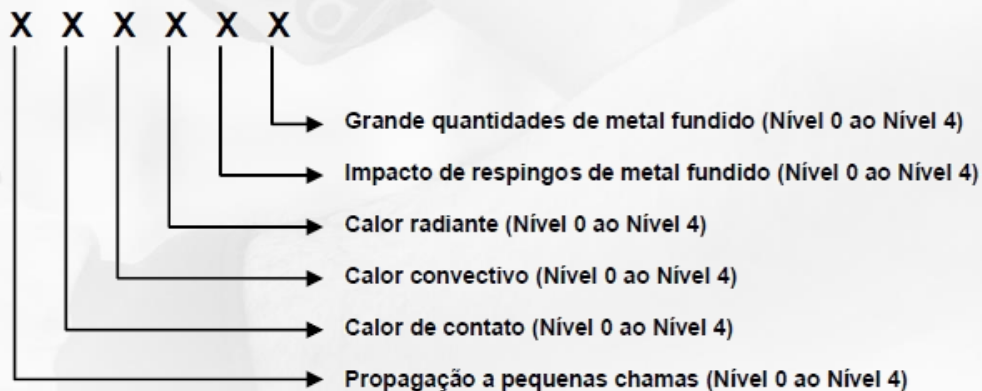 X X X X X X
Grande quantidades de metal fundido (Nível 0 ao Nível 4)
Impacto de respingos de metal fundido (Nível 0 ao Nível 4)
Calor radiante (Nível 0 ao Nível 4)
Calor convectivo (Nível 0 ao Nível 4)
Calor de contato (Nível 0 ao Nível 4)
Propagação a pequenas chamas (Nível 0 ao Nível 4)